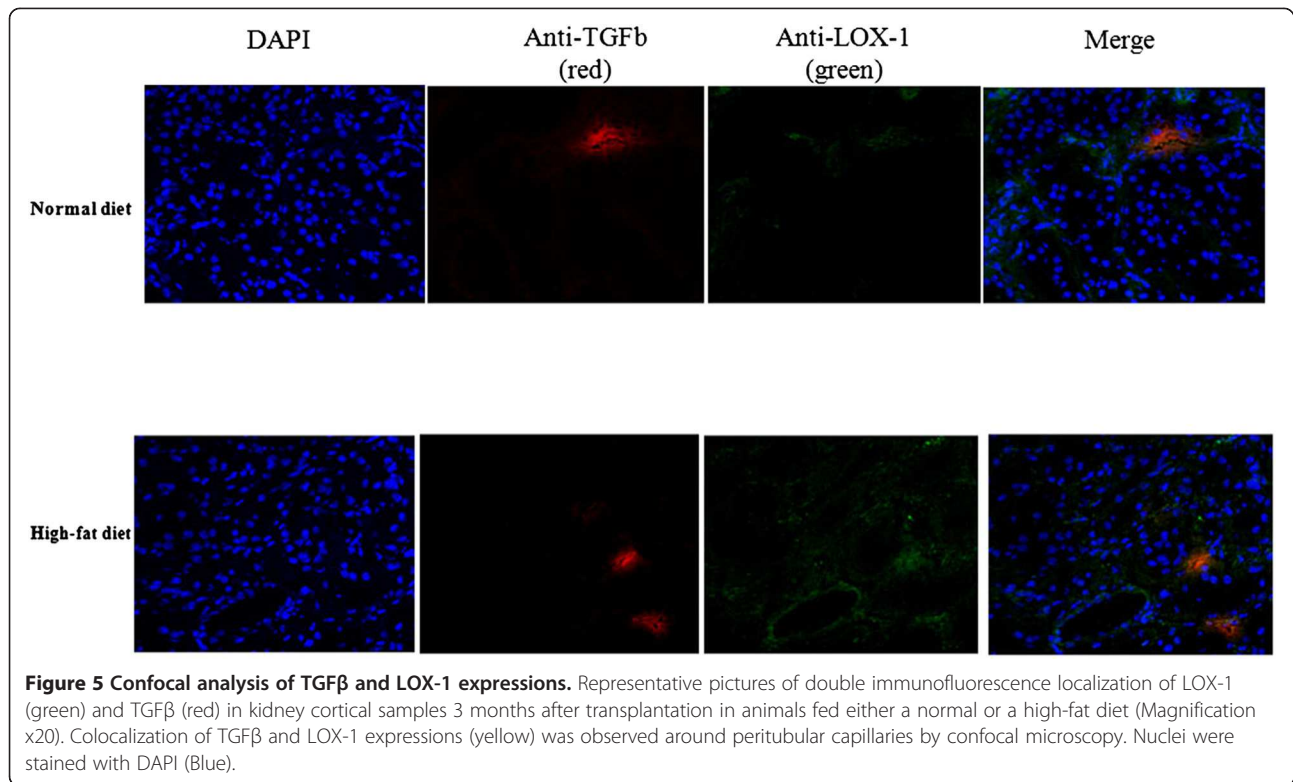 DAPI Anti-TGFb Anti-LOX-1 Merge
(red) (green)
Normal diet
High-fat diet
Figure 5 Confocal analysis of TGFβ and LOX-1 expressions. Representative pictures of double immunofluorescence localization of LOX-1
(green) and TGFβ (red) in kidney cortical samples 3 months after transplantation in animals fed either a normal or a high-fat diet (Magnification
x20). Colocalization of TGFβ and LOX-1 expressions (yellow) was observed around peritubular capillaries by confocal microscopy. Nuclei were
stained with DAPI (Blue).